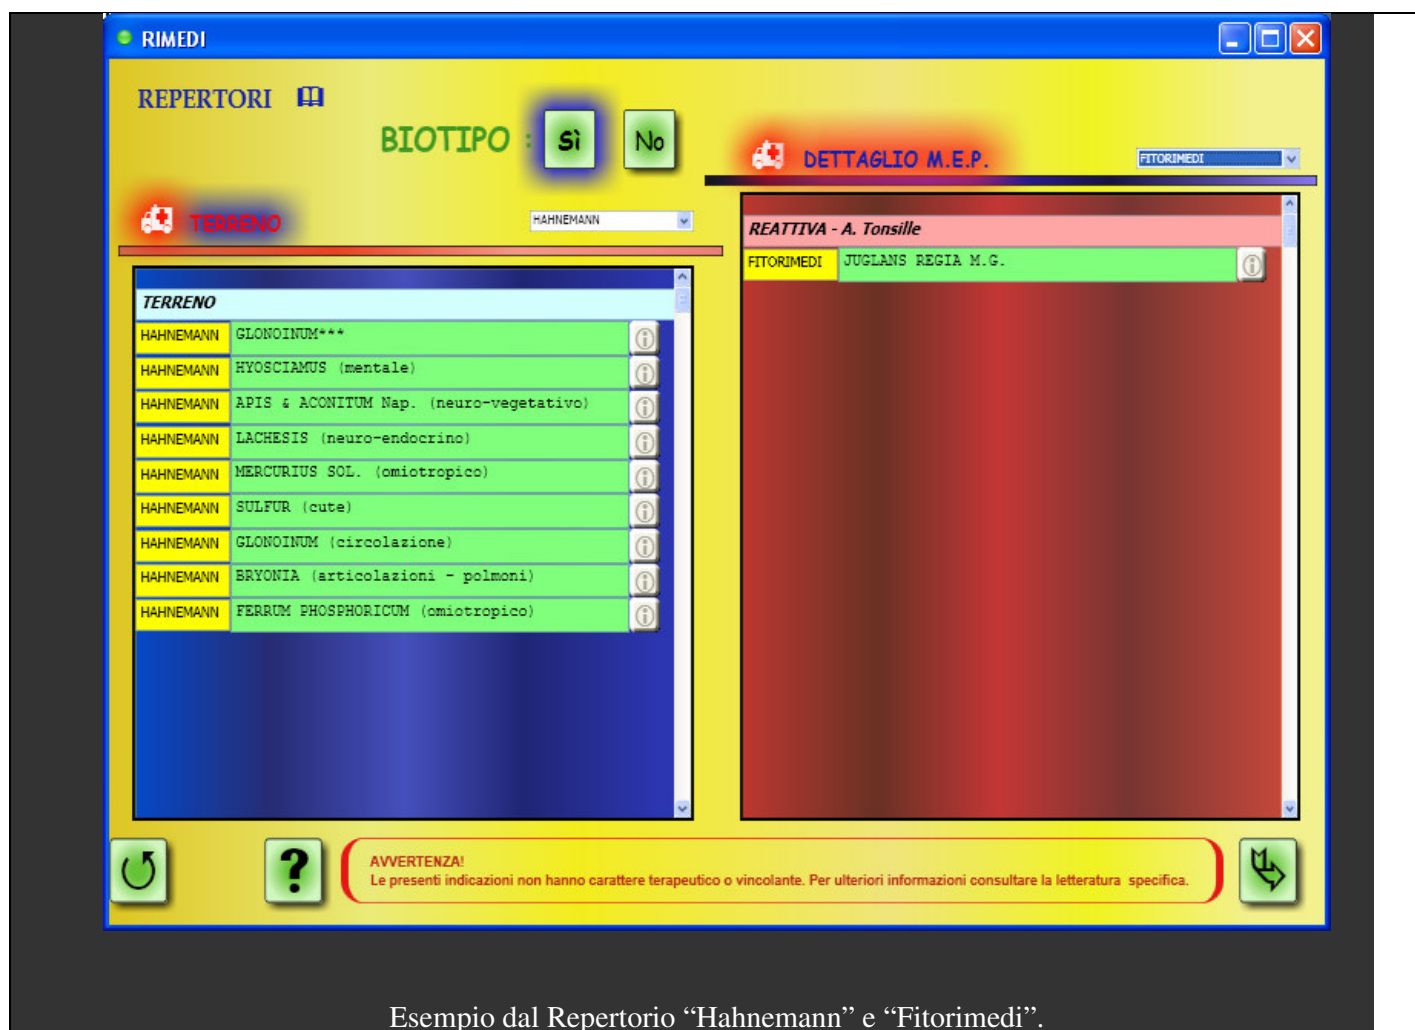 RIMEDI
REPERTORI
BIOTIPO : Sì No
TERRENO
HAHNEMANN
TERRENO
HAHNEMANN GLONOINUM***
HAHNEMANN HYOSCIAMUS (mentale)
HAHNEMANN APIS & ACONITUM Nap. (neuro-vegetativo)
HAHNEMANN LACHESIS (neuro-endocrino)
HAHNEMANN MERCURIUS SOL. (omiotropico)
HAHNEMANN SULFUR (cute)
HAHNEMANN GLONOINUM (circolazione)
HAHNEMANN BRYONIA (articolazioni - polmoni)
HAHNEMANN FERRUM PHOSPHORICUM (omiotropico)
DETTAGLIO M.E.P.
FITORIMEDI
REATTIVA - A. Tonsille
FITORIMEDI JUGLANS REGIA M.G.
?
AVVERTENZA!
Le presenti indicazioni non hanno carattere terapeutico o vincolante. Per ulteriori informazioni consultare la letteratura specifica.
Esempio dal Repertorio “Hahnemann” e “Fitorimedi”.